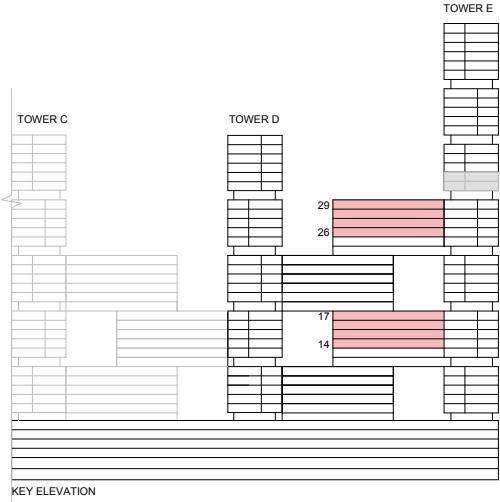 TOWER E
TOWER C
TOWER D
29
26
17
14
KEY ELEVATION